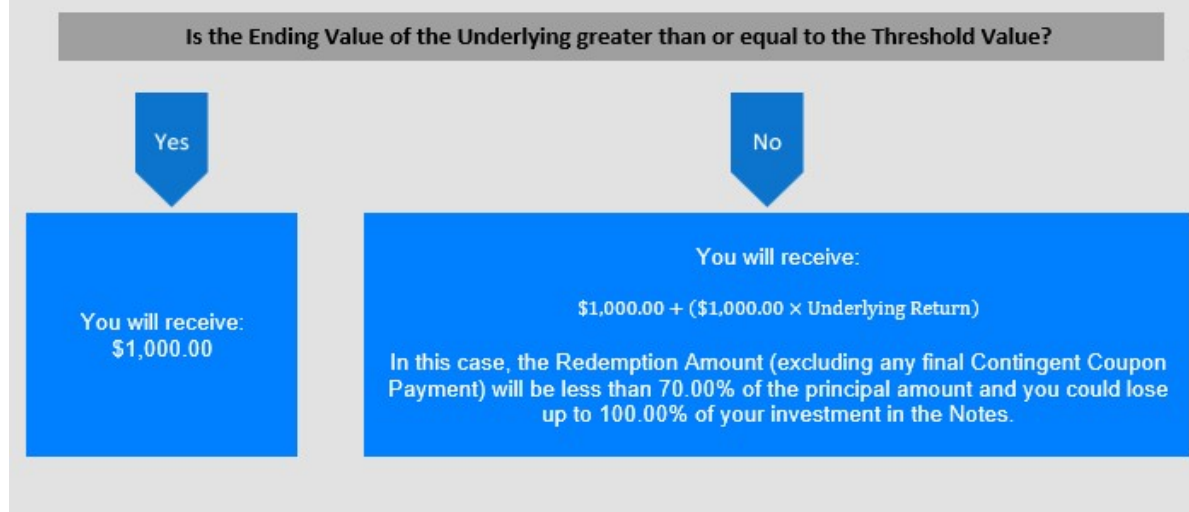 Is the Ending Value of the Underlying greater than or equal to the Threshold Value?
Yes
No
You will receive:
$1,000.00
You will receive:
$1,000.00 + ($1,000.00 × Underlying Return)
In this case, the Redemption Amount (excluding any final Contingent Coupon
Payment) will be less than 70.00% of the principal amount and you could lose
up to 100.00% of your investment in the Notes.